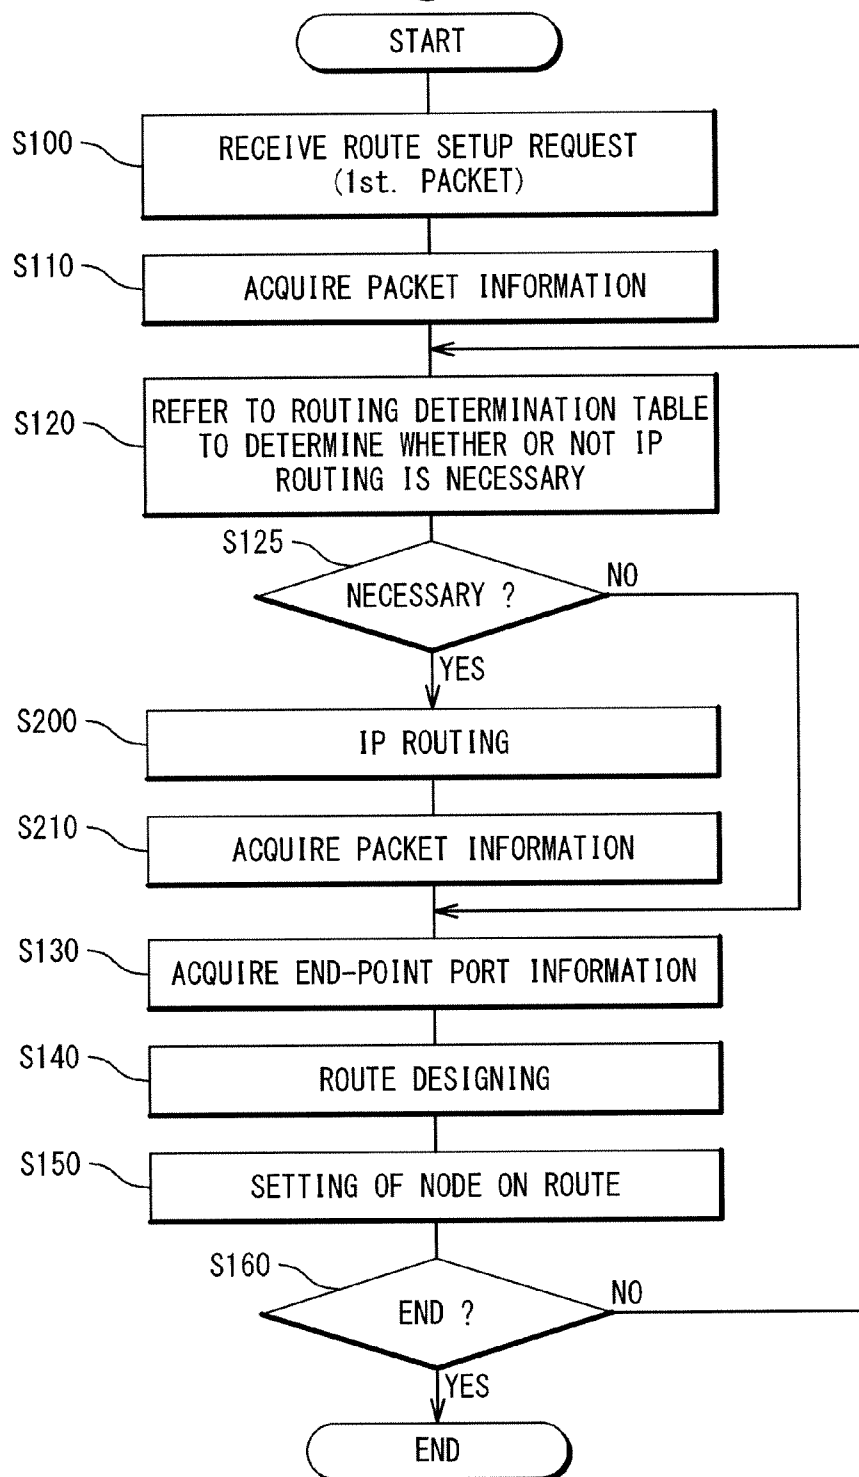 START
S100
RECEIVE ROUTE SETUP REQUEST
(1st. PACKET)
S110
ACQUIRE PACKET INFORMATION
S120
REFER TO ROUTING DETERMINATION TABLE
TO DETERMINE WHETHER OR NOT IP
ROUTING IS NECESSARY
S125
NECESSARY ?
NO
YES
S200
IP ROUTING
S210
ACQUIRE PACKET INFORMATION
S130
ACQUIRE END-POINT PORT INFORMATION
S140
ROUTE DESIGNING
S150
SETTING OF NODE ON ROUTE
S160
END ?
NO
YES
END